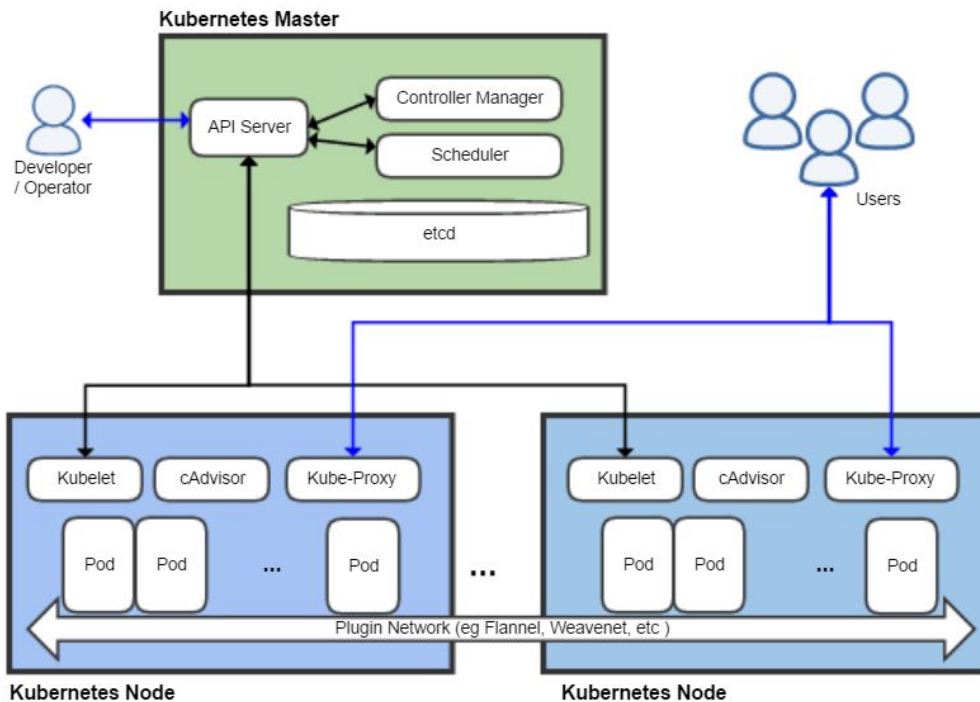 Kubernetes Master
API Server
Controller Manager
Scheduler
etcd
Developer
/ Operator
Users
Kubelet
cAdvisor
Kube-Proxy
Pod
Pod
...
Pod
...
Kubelet
cAdvisor
Kube-Proxy
Pod
Pod
...
Pod
Plugin Network (eg Flannel, Weavenet, etc )
Kubernetes Node
Kubernetes Node